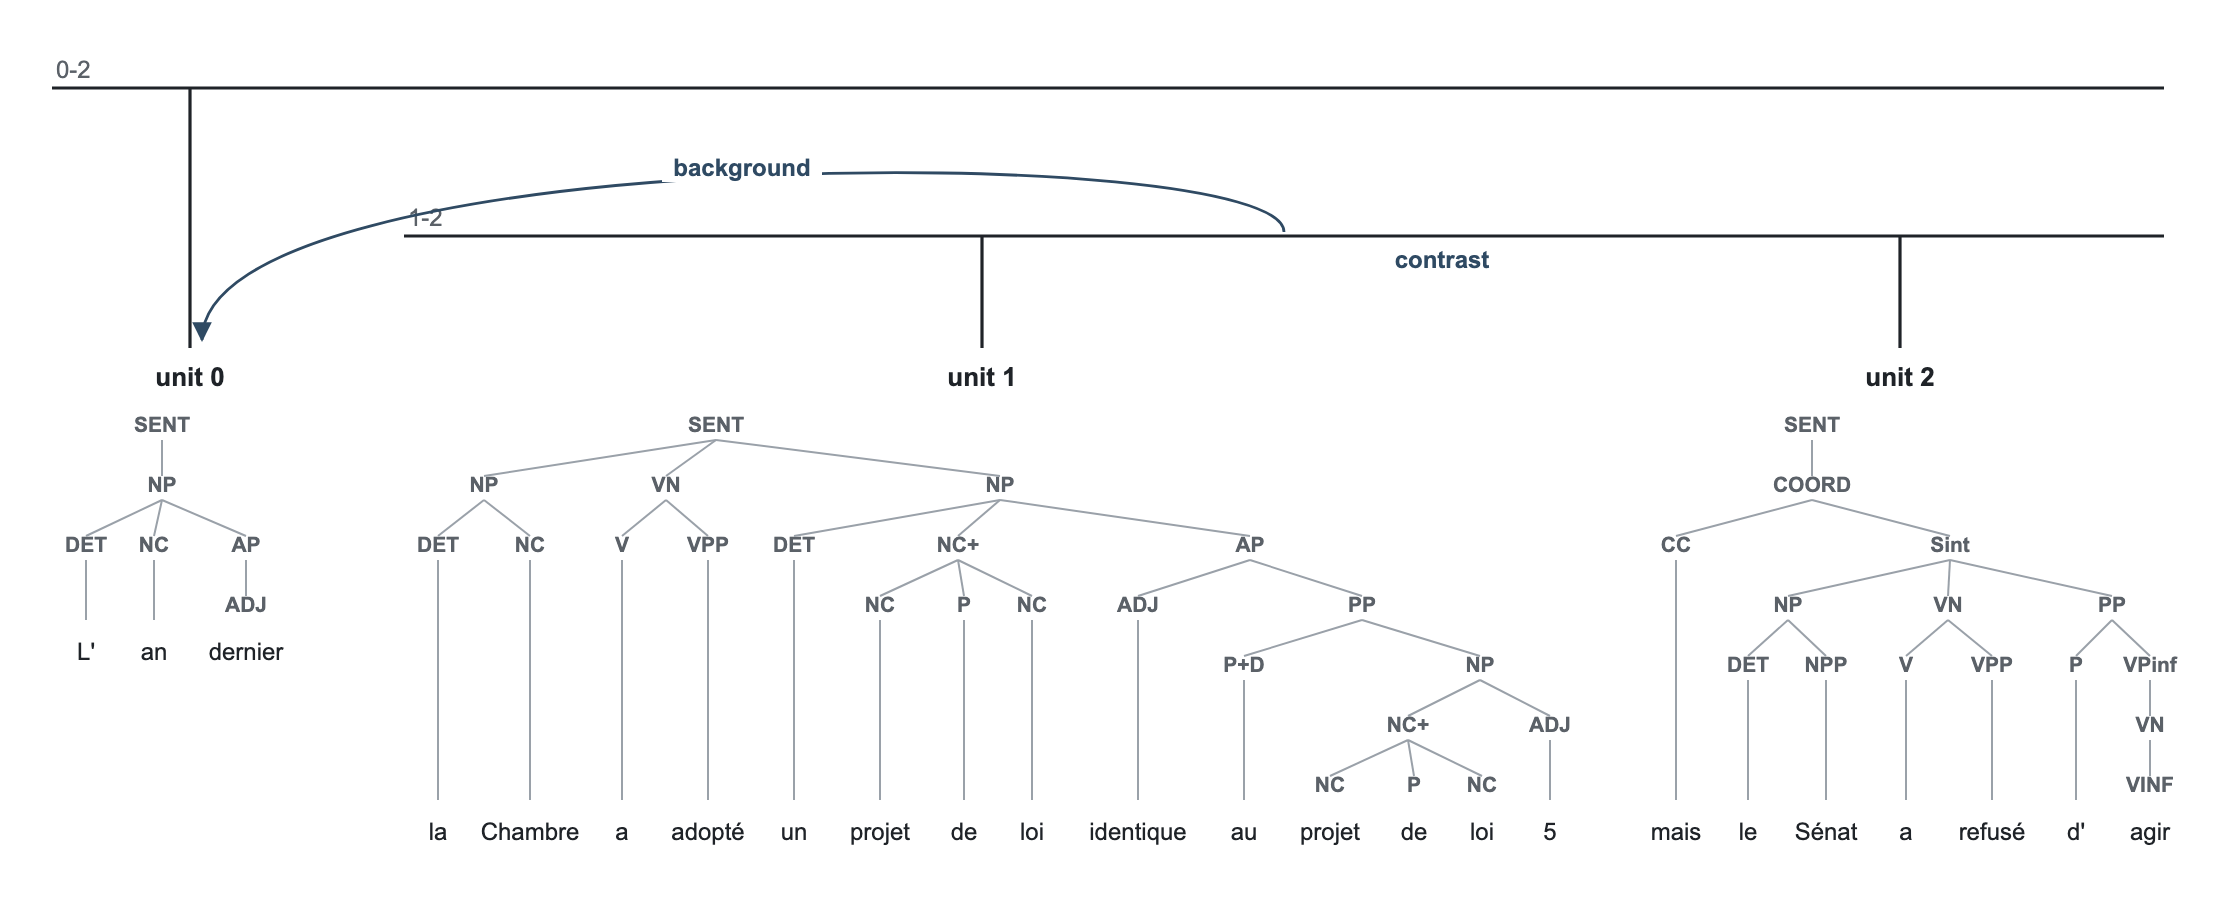 0-2
background
1-2
contrast
unit 0 unit 1 unit 2
SENT SENT SENT
NP NP VN NP COORD
DET NC AP DET NC V VPP DET NC+ AP CC Sint
ADJ NC P NC ADJ PP NP VN PP
L' an dernier
P+D NP DET NPP V VPP P VPinf
NC+ ADJ VN
NC P NC VINF
la Chambre a adopté un projet de loi identique au projet de loi 5 mais le Sénat a refusé d' agir